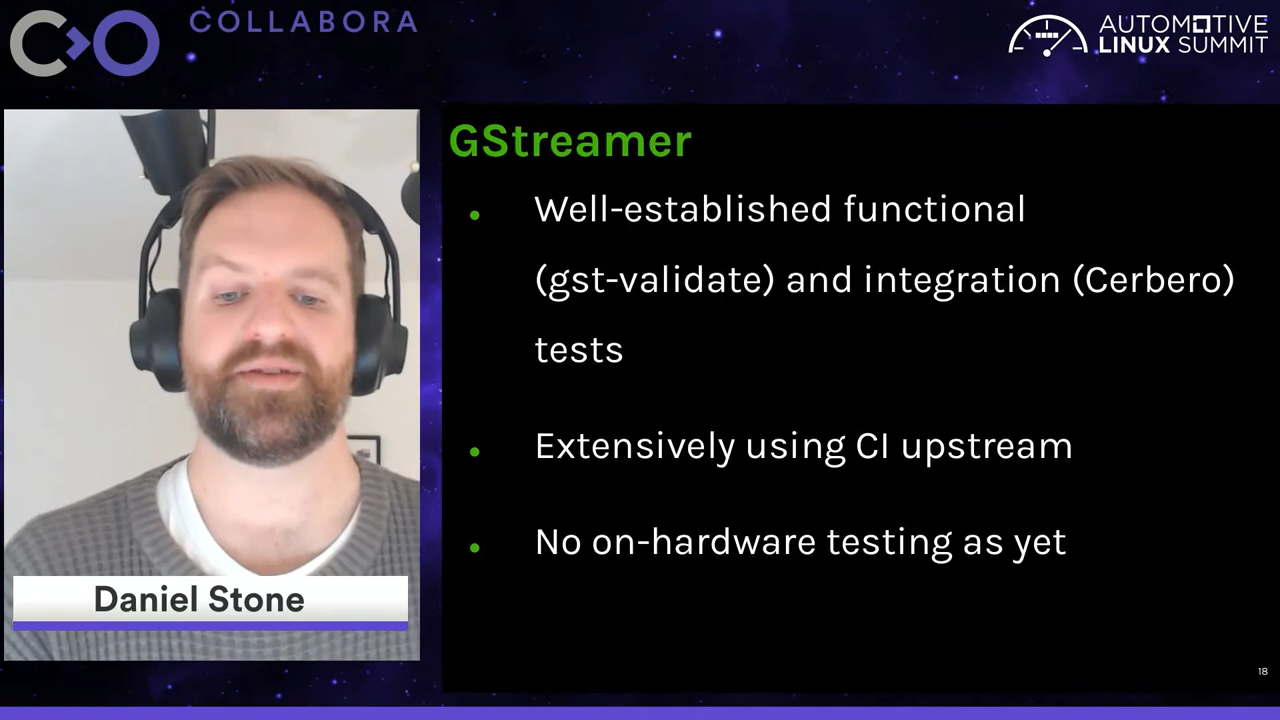 COLLABORA
AUTOMOTIVE
LINUX SUMMIT
GStreamer
Well-established functional
(gst-validate) and integration (Cerbero)
tests
Extensively using CI upstream
No on-hardware testing as yet
Daniel Stone
18